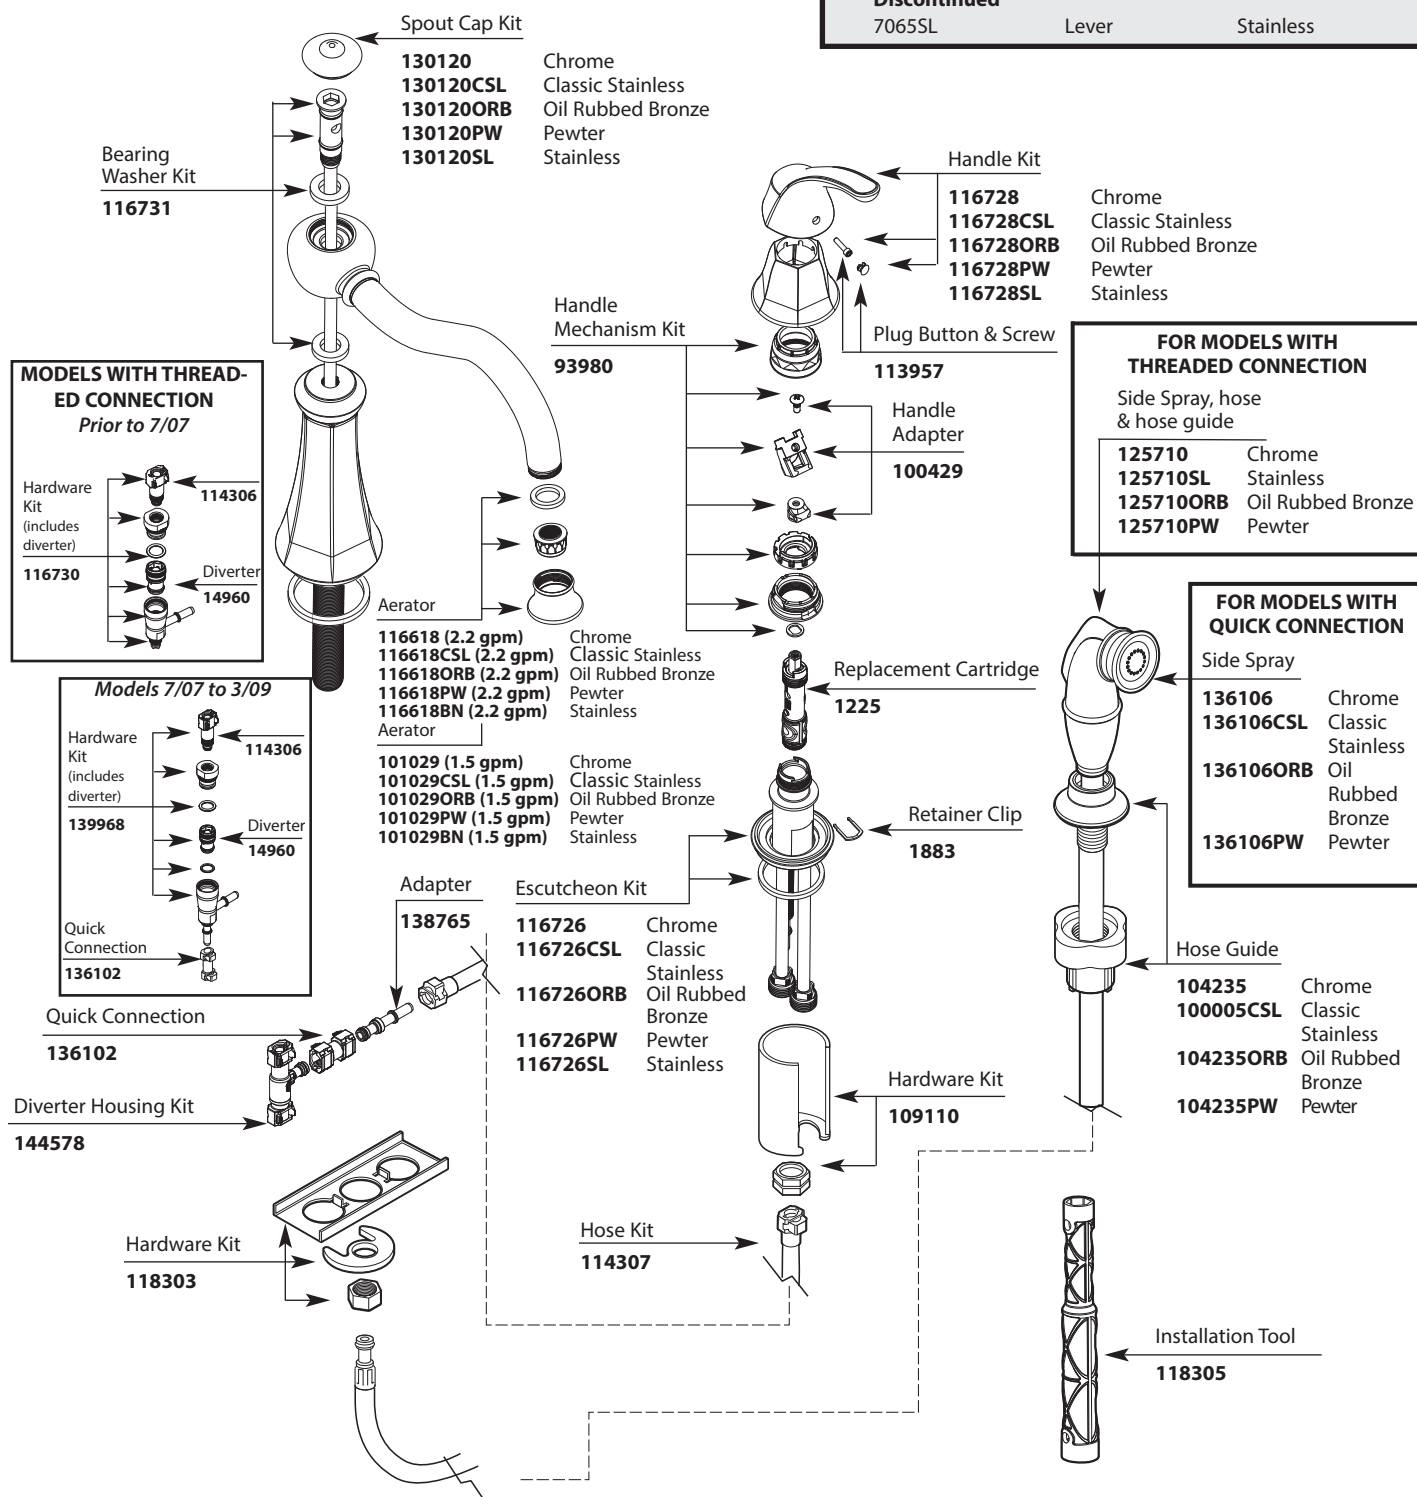 Discontinued
7065SL Lever Stainless
Spout Cap Kit
130120 Chrome
130120CSL Classic Stainless
130120ORB Oil Rubbed Bronze
130120PW Pewter
130120SL Stainless
Bearing
Washer Kit
116731
Handle Kit
116728 Chrome
116728CSL Classic Stainless
116728ORB Oil Rubbed Bronze
116728PW Pewter
116728SL Stainless
Handle
Mechanism Kit
93980
Plug Button & Screw
113957
Handle
Adapter
100429
FOR MODELS WITH
THREADED CONNECTION
Side Spray, hose
& hose guide
125710 Chrome
125710SL Stainless
125710ORB Oil Rubbed Bronze
125710PW Pewter
MODELS WITH THREAD-
ED CONNECTION
Prior to 7/07
Hardware
Kit
(includes
diverter)
116730
114306
Diverter
14960
Models 7/07 to 3/09
Hardware
Kit
(includes
diverter)
139968
114306
Diverter
14960
Quick
Connection
136102
Aerator
116618 (2.2 gpm) Chrome
116618CSL (2.2 gpm) Classic Stainless
116618ORB (2.2 gpm) Oil Rubbed Bronze
116618PW (2.2 gpm) Pewter
116618BN (2.2 gpm) Stainless
Aerator
101029 (1.5 gpm) Chrome
101029CSL (1.5 gpm) Classic Stainless
101029ORB (1.5 gpm) Oil Rubbed Bronze
101029PW (1.5 gpm) Pewter
101029BN (1.5 gpm) Stainless
Replacement Cartridge
1225
Retainer Clip
1883
FOR MODELS WITH
QUICK CONNECTION
Side Spray
136106 Chrome
136106CSL Classic
Stainless
136106ORB Oil
Rubbed
Bronze
136106PW Pewter
Adapter
138765
Escutcheon Kit
116726 Chrome
116726CSL Classic
Stainless
116726ORB Oil Rubbed
Bronze
116726PW Pewter
116726SL Stainless
Hose Guide
104235 Chrome
100005CSL Classic
Stainless
104235ORB Oil Rubbed
Bronze
104235PW Pewter
Quick Connection
136102
Diverter Housing Kit
144578
Hardware Kit
109110
Hardware Kit
118303
Hose Kit
114307
Installation Tool
118305